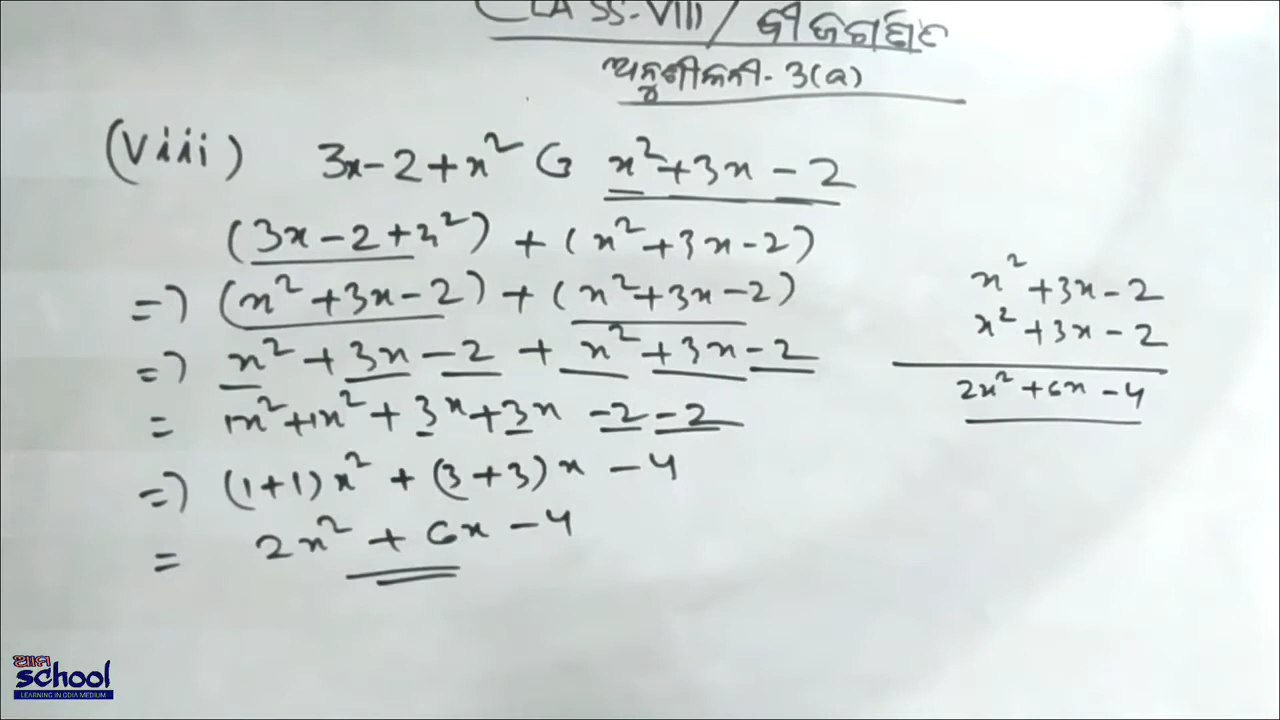 CLASS-VIII / ବୀଜଗଣିତ
ଅନୁଶୀଳନୀ-3(a)
(viii) 3x-2+x² ଓ x²+3x-2
(3x-2+x²) + (x²+3x-2)
=) (x²+3x-2) + (x²+3x-2)
=) x²+3x-2 + x²+3x-2
= 1x²+1x²+3x+3x -2-2
=) (1+1)x² + (3+3)x -4
= 2x² + 6x -4
x²+3x-2
x²+3x-2
2x²+6x-4
ଆମ
school
LEARNING IN ODIA MEDIUM